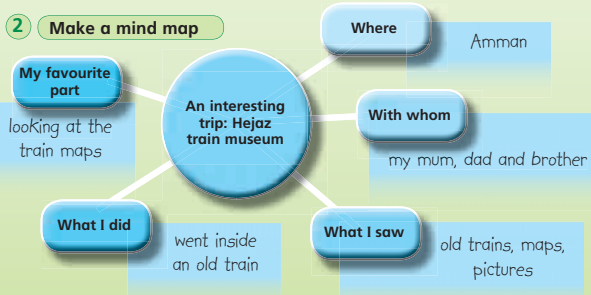 2 Make a mind map
Where
Amman
My favourite
part
looking at the
train maps
An interesting
trip: Hejaz
train museum
With whom
my mum, dad and brother
What I did
went inside
an old train
What I saw
old trains, maps,
pictures